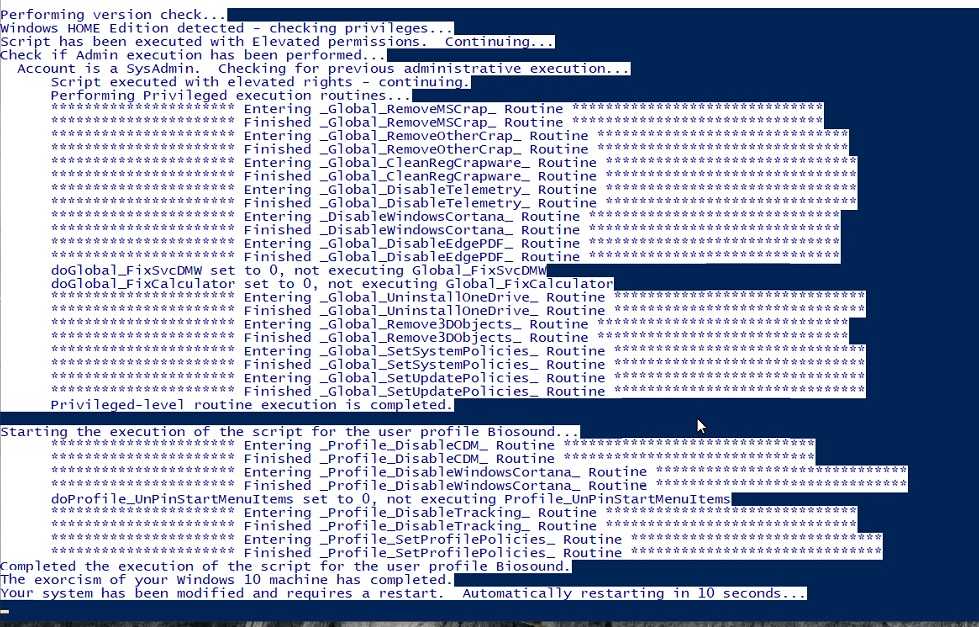 Performing version check...
Windows HOME Edition detected - checking privileges...
Script has been executed with Elevated permissions.  Continuing...
Check if Admin execution has been performed...
  Account is a SysAdmin.  Checking for previous administrative execution...
      Script executed with elevated rights - continuing.
      Performing Privileged execution routines...
      ********************** Entering _Global_RemoveMSCrap_ Routine ******************************
      ********************** Finished _Global_RemoveMSCrap_ Routine ******************************
      ********************** Entering _Global_RemoveOtherCrap_ Routine ******************************
      ********************** Finished _Global_RemoveOtherCrap_ Routine ******************************
      ********************** Entering _Global_CleanRegCrapware_ Routine ******************************
      ********************** Finished _Global_CleanRegCrapware_ Routine ******************************
      ********************** Entering _Global_DisableTelemetry_ Routine ******************************
      ********************** Finished _Global_DisableTelemetry_ Routine ******************************
      ********************** Entering _DisableWindowsCortana_ Routine ******************************
      ********************** Finished _DisableWindowsCortana_ Routine ******************************
      ********************** Entering _Global_DisableEdgePDF_ Routine ******************************
      ********************** Finished _Global_DisableEdgePDF_ Routine ******************************
      doGlobal_FixSvcDMW set to 0, not executing Global_FixSvcDMW
      doGlobal_FixCalculator set to 0, not executing Global_FixCalculator
      ********************** Entering _Global_UninstallOneDrive_ Routine ******************************
      ********************** Finished _Global_UninstallOneDrive_ Routine ******************************
      ********************** Entering _Global_Remove3DObjects_ Routine ******************************
      ********************** Finished _Global_Remove3DObjects_ Routine ******************************
      ********************** Entering _Global_SetSystemPolicies_ Routine ******************************
      ********************** Finished _Global_SetSystemPolicies_ Routine ******************************
      ********************** Entering _Global_SetUpdatePolicies_ Routine ******************************
      ********************** Finished _Global_SetUpdatePolicies_ Routine ******************************
      Privileged-level routine execution is completed.
Starting the execution of the script for the user profile Biosound...
      ********************** Entering _Profile_DisableCDM_ Routine ******************************
      ********************** Finished _Profile_DisableCDM_ Routine ******************************
      ********************** Entering _Profile_DisableWindowsCortana_ Routine ******************************
      ********************** Finished _Profile_DisableWindowsCortana_ Routine ******************************
      doProfile_UnPinStartMenuItems set to 0, not executing Profile_UnPinStartMenuItems
      ********************** Entering _Profile_DisableTracking_ Routine ******************************
      ********************** Finished _Profile_DisableTracking_ Routine ******************************
      ********************** Entering _Profile_SetProfilePolicies_ Routine ******************************
      ********************** Finished _Profile_SetProfilePolicies_ Routine ******************************
Completed the execution of the script for the user profile Biosound.
The exorcism of your Windows 10 machine has completed.
Your system has been modified and requires a restart.  Automatically restarting in 10 seconds...